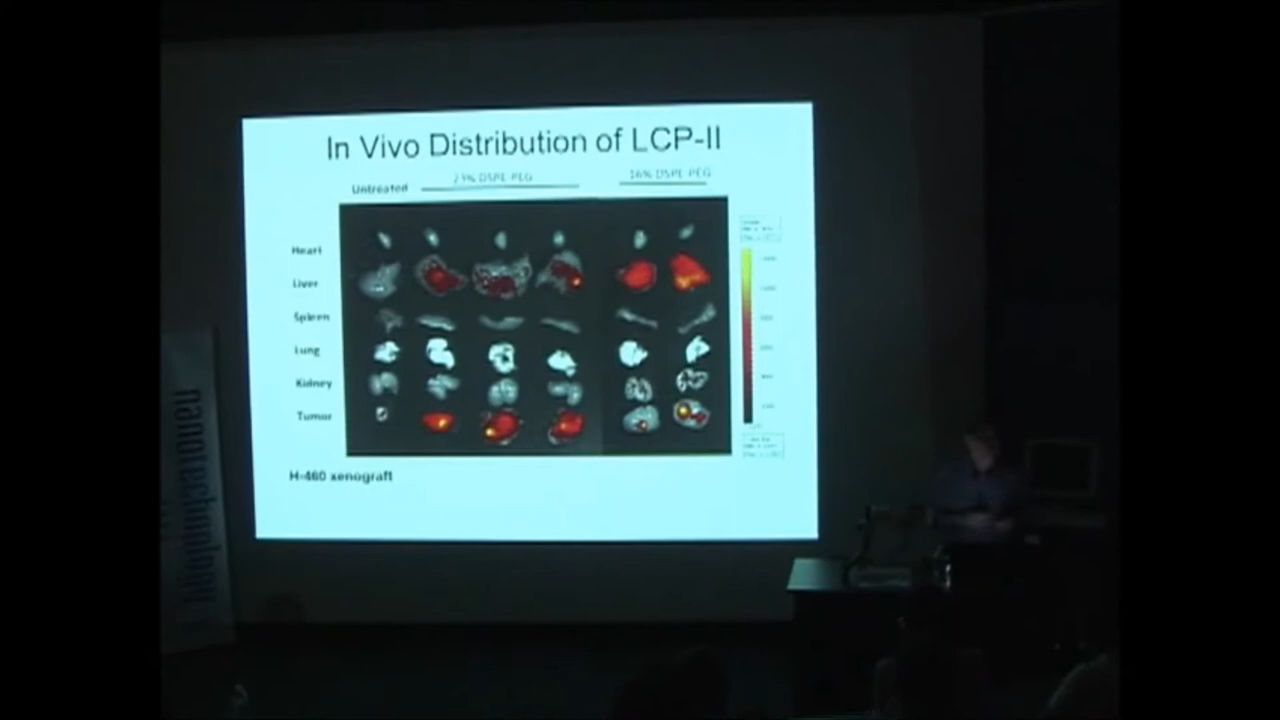 In Vivo Distribution of LCP-II
Untreated
DSPE-PEG
16% DSPE-PEG
Heart
Liver
Spleen
Lung
Kidney
Tumor
H-460 xenograft
nanotechnology